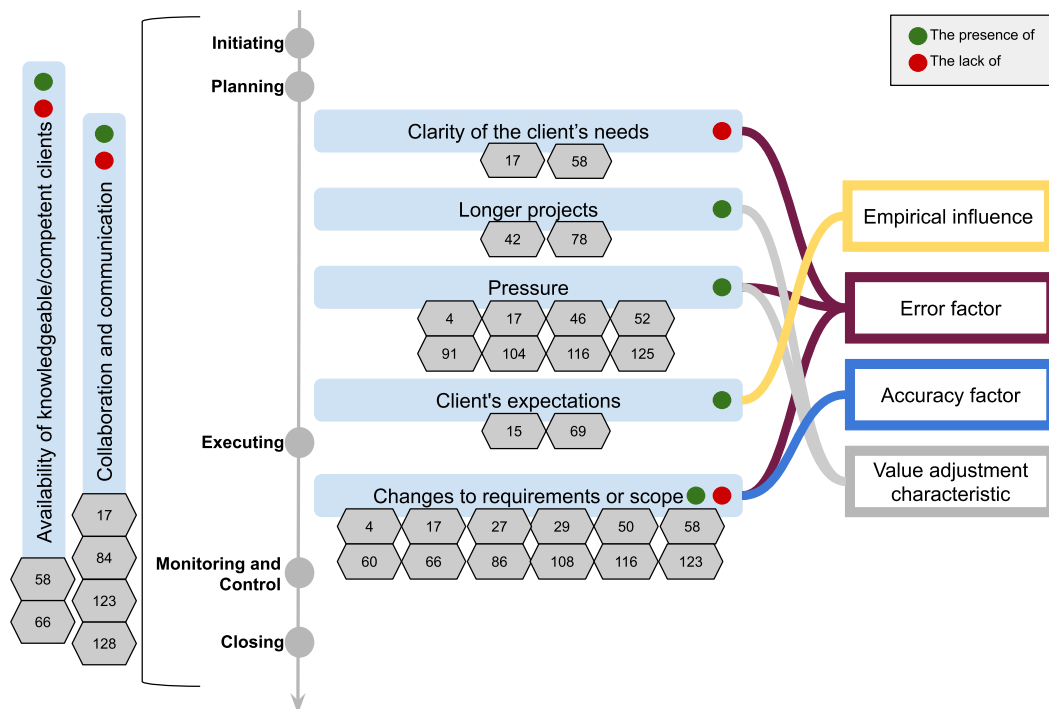 The presence of
The lack of
Initiating
Planning
Clarity of the client's needs
17
58
Longer projects
42
78
Pressure
4
17
46
52
91
104
116
125
Client's expectations
15
69
Executing
Changes to requirements or scope
4
17
27
29
50
58
60
66
86
108
116
123
Monitoring and
Control
Closing
Availability of knowledgeable/competent clients
58
66
Collaboration and communication
17
84
123
128
Empirical influence
Error factor
Accuracy factor
Value adjustment
characteristic